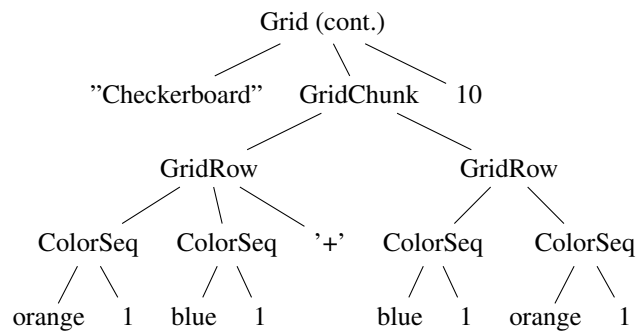 Grid (cont.)
”Checkerboard” GridChunk 10
GridRow GridRow
ColorSeq ColorSeq ’+’ ColorSeq ColorSeq
orange 1 blue 1 blue 1 orange 1